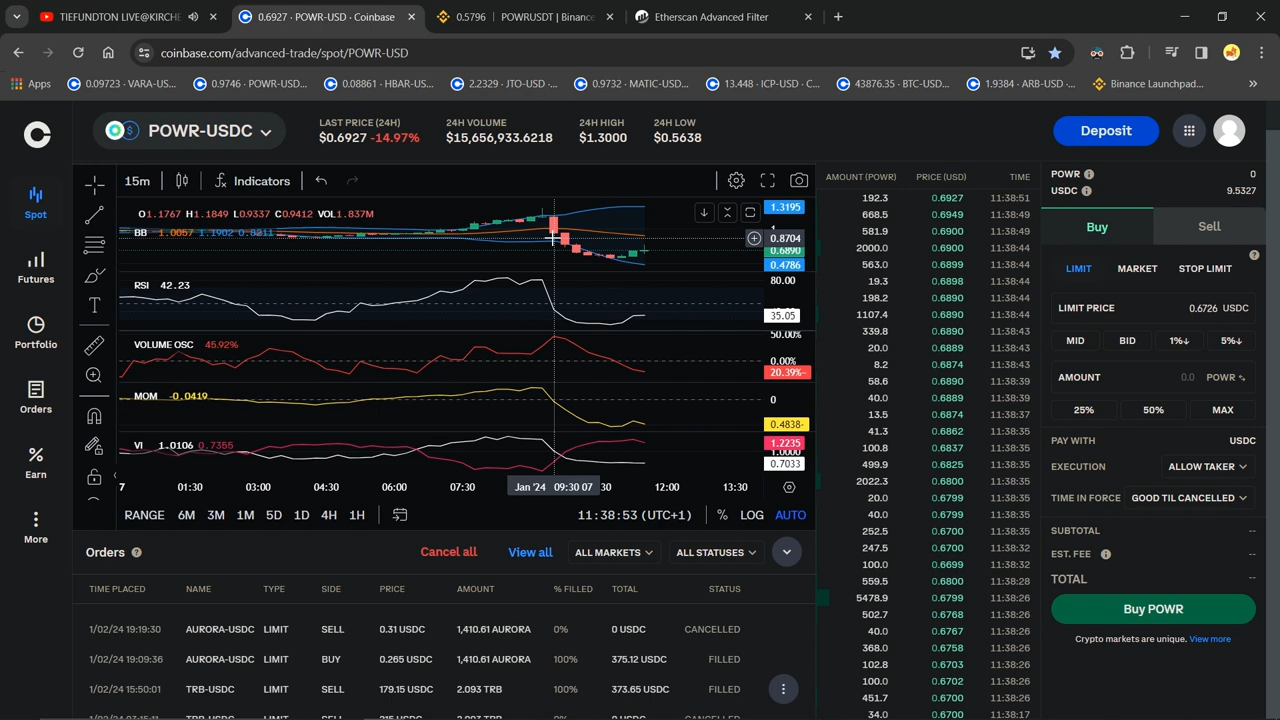 TIEFUNDTON LIVE@KIRCHE
0.6927 · POWR-USD · Coinbase
0.5796 | POWRUSDT | Binance
Etherscan Advanced Filter
coinbase.com/advanced-trade/spot/POWR-USD
Apps
0.09723 · VARA-US...
0.9746 · POWR-USD...
0.08861 · HBAR-US...
2.2329 · JTO-USD -...
0.9732 · MATIC-USD...
13.448 · ICP-USD · C...
43876.35 · BTC-USD...
1.9384 · ARB-USD ·...
Binance Launchpad...
POWR-USDC
LAST PRICE (24H)
$0.6927 -14.97%
24H VOLUME
$15,656,933.6218
24H HIGH
$1.3000
24H LOW
$0.5638
Deposit
Spot
Futures
Portfolio
Orders
Earn
More
15m
Indicators
O1.1767 H1.1849 L0.9337 C0.9412 VOL1.837M
BB 1.0057 1.1902 0.8211
1.3195
0.8704
0.6890
0.4786
RSI 42.23
80.00
35.05
VOLUME OSC 45.92%
50.00%
0.00%
20.39%-
MOM -0.0419
0
0.4838-
VI 1.0106 0.7355
1.2235
1.0000
0.7033
7 01:30 03:00 04:30 06:00 07:30 Jan '24 09:30 07 :30 12:00 13:30
RANGE 6M 3M 1M 5D 1D 4H 1H
11:38:53 (UTC+1) % LOG AUTO
AMOUNT (POWR) PRICE (USD) TIME
192.3 0.6927 11:38:51
668.5 0.6949 11:38:49
581.9 0.6900 11:38:49
2000.0 0.6900 11:38:44
563.0 0.6899 11:38:44
19.3 0.6898 11:38:44
198.2 0.6890 11:38:44
1107.4 0.6890 11:38:44
339.8 0.6890 11:38:43
20.0 0.6889 11:38:43
8.2 0.6874 11:38:43
58.6 0.6890 11:38:39
40.0 0.6889 11:38:39
13.5 0.6874 11:38:37
41.3 0.6862 11:38:35
100.8 0.6837 11:38:35
499.9 0.6825 11:38:35
2022.3 0.6800 11:38:35
20.0 0.6799 11:38:35
40.0 0.6799 11:38:35
252.5 0.6700 11:38:35
247.5 0.6700 11:38:32
100.0 0.6699 11:38:32
559.5 0.6800 11:38:28
5478.9 0.6799 11:38:26
502.7 0.6768 11:38:26
40.0 0.6767 11:38:26
368.0 0.6758 11:38:26
102.8 0.6703 11:38:26
100.0 0.6702 11:38:26
451.7 0.6700 11:38:26
34.0 0.6700 11:38:17
POWR 0
USDC 9.5327
Buy
Sell
LIMIT MARKET STOP LIMIT
LIMIT PRICE 0.6726 USDC
MID BID 1%↓ 5%↓
AMOUNT 0.0 POWR
25% 50% MAX
PAY WITH USDC
EXECUTION ALLOW TAKER
TIME IN FORCE GOOD TIL CANCELLED
SUBTOTAL --
EST. FEE --
TOTAL --
Buy POWR
Crypto markets are unique. View more
Orders
Cancel all
View all
ALL MARKETS
ALL STATUSES
TIME PLACED NAME TYPE SIDE PRICE AMOUNT % FILLED TOTAL STATUS
1/02/24 19:19:30 AURORA-USDC LIMIT SELL 0.31 USDC 1,410.61 AURORA 0% 0 USDC CANCELLED
1/02/24 19:09:36 AURORA-USDC LIMIT BUY 0.265 USDC 1,410.61 AURORA 100% 375.12 USDC FILLED
1/02/24 15:50:01 TRB-USDC LIMIT SELL 179.15 USDC 2.093 TRB 100% 373.65 USDC FILLED